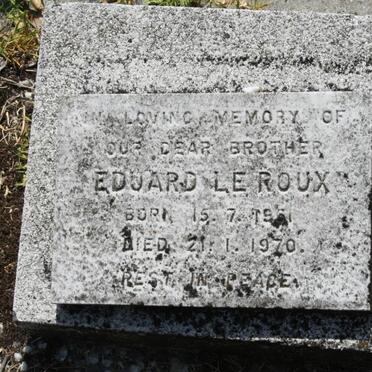 IN LOVING MEMORY OF
OUR DEAR BROTHER
EDUARD LE ROUX
BORN 15.7.
DIED 21.1.1970.
REST IN PEACE